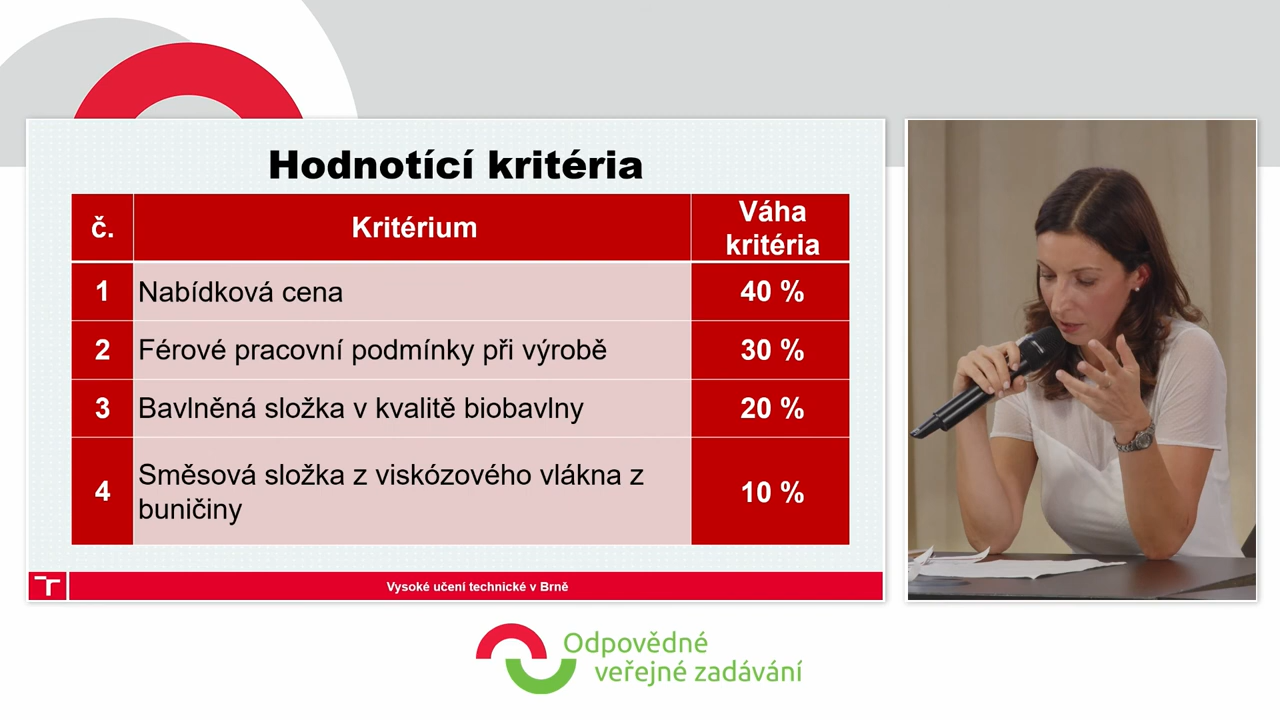 Hodnotící kritéria
č. Kritérium Váha
kritéria
1 Nabídková cena 40 %
2 Férové pracovní podmínky při výrobě 30 %
3 Bavlněná složka v kvalitě biobavlny 20 %
4 Směsová složka z viskózového vlákna z
buničiny 10 %
Vysoké učení technické v Brně
Odpovědné
veřejné zadávání